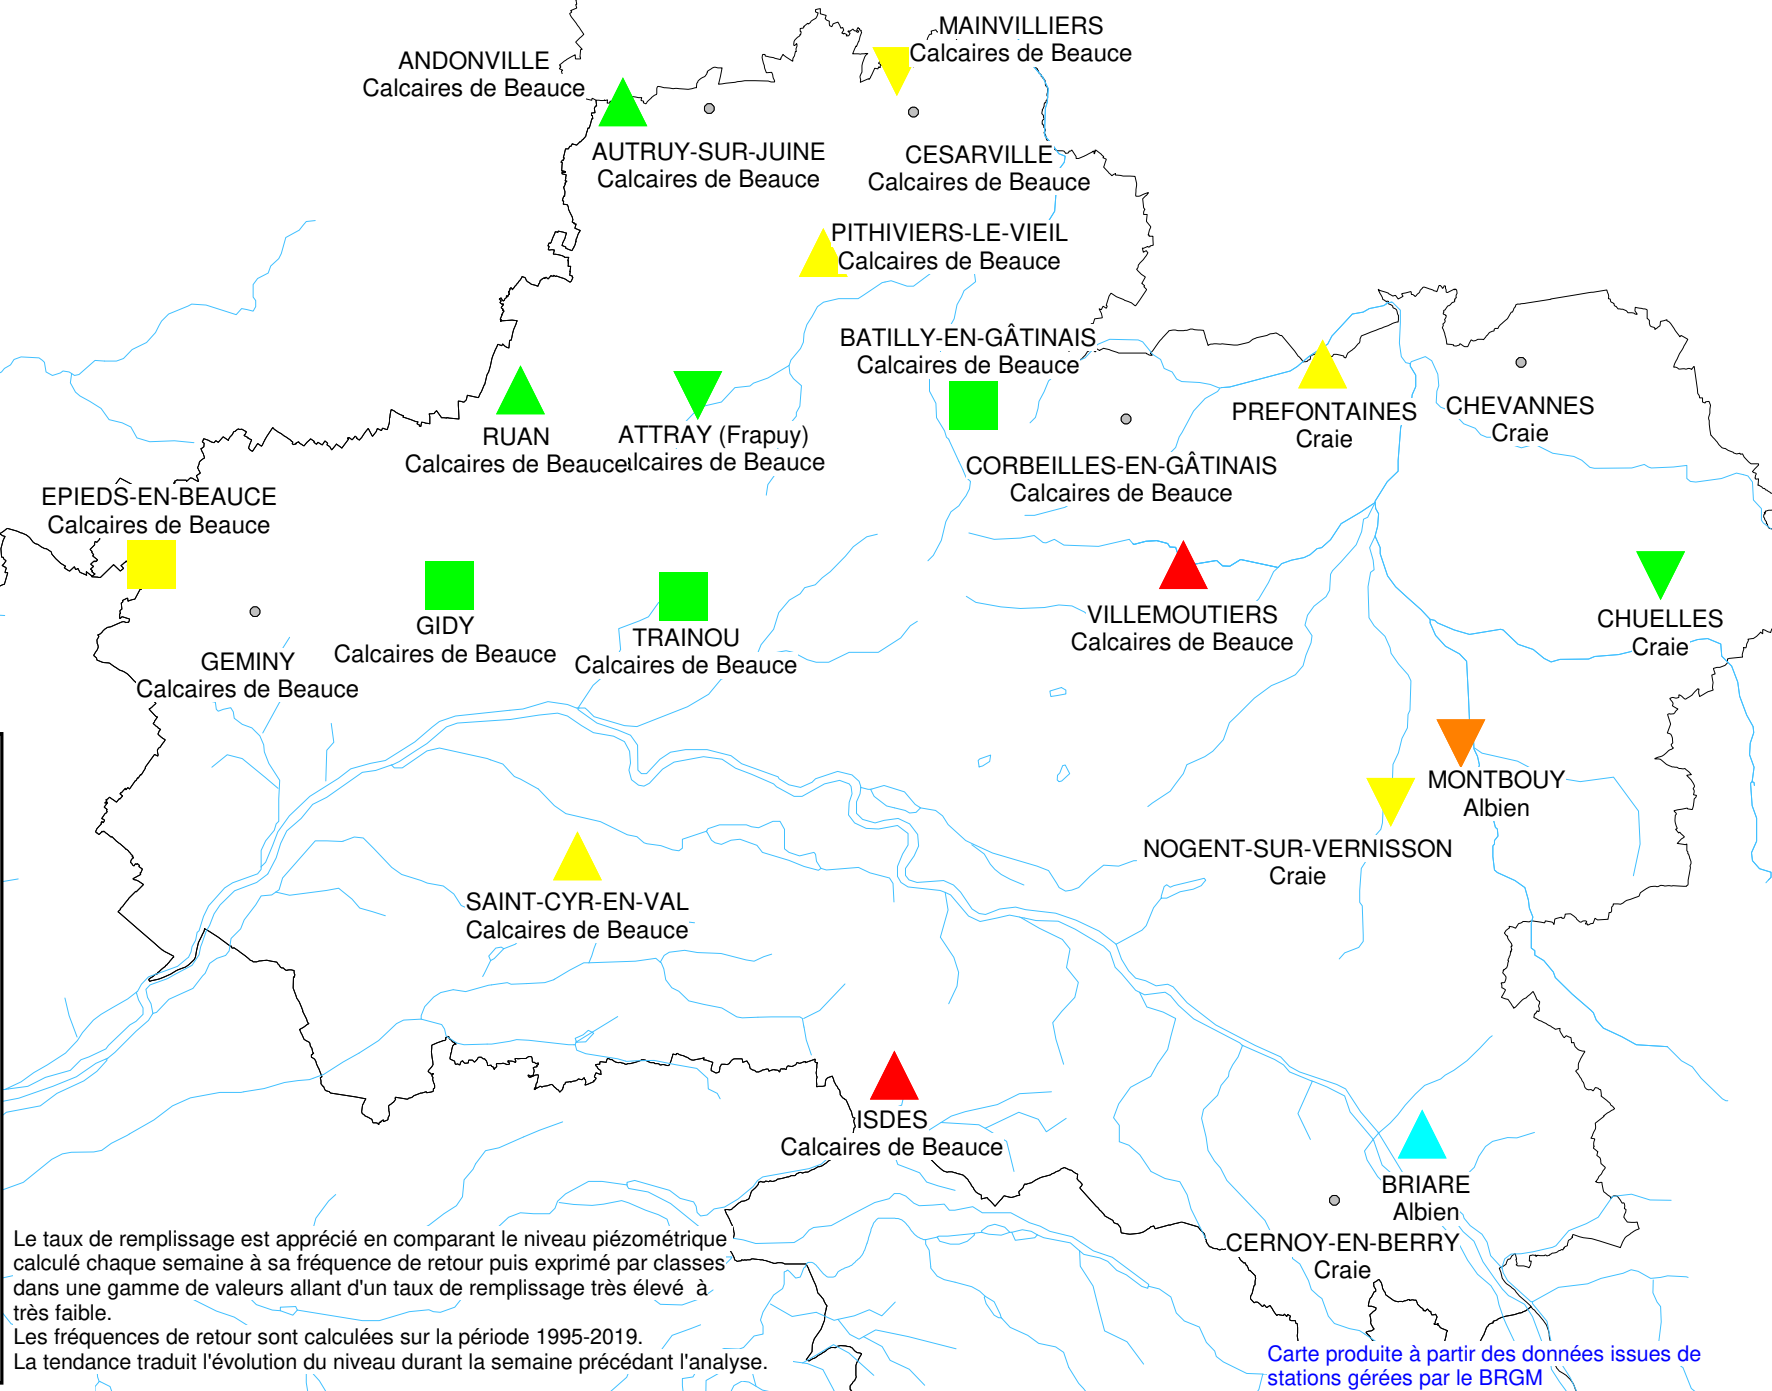 MAINVILLIERS
Calcaires de Beauce
ANDONVILLE
Calcaires de Beauce
AUTRUY-SUR-JUINE
Calcaires de Beauce
CESARVILLE
Calcaires de Beauce
PITHIVIERS-LE-VIEIL
Calcaires de Beauce
BATILLY-EN-GÂTINAIS
Calcaires de Beauce
PREFONTAINES
Craie
CHEVANNES
Craie
RUAN
Calcaires de Beauce
ATTRAY (Frapuy)
lcaires de Beauce
CORBEILLES-EN-GÂTINAIS
Calcaires de Beauce
EPIEDS-EN-BEAUCE
Calcaires de Beauce
GIDY
Calcaires de Beauce
TRAINOU
Calcaires de Beauce
VILLEMOUTIERS
Calcaires de Beauce
CHUELLES
Craie
GEMINY
Calcaires de Beauce
MONTBOUY
Albien
NOGENT-SUR-VERNISSON
Craie
SAINT-CYR-EN-VAL
Calcaires de Beauce
ISDES
Calcaires de Beauce
BRIARE
Albien
CERNOY-EN-BERRY
Craie
Le taux de remplissage est apprécié en comparant le niveau piézométrique
calculé chaque semaine à sa fréquence de retour puis exprimé par classes
dans une gamme de valeurs allant d'un taux de remplissage très élevé à
très faible.
Les fréquences de retour sont calculées sur la période 1995-2019.
La tendance traduit l'évolution du niveau durant la semaine précédant l'analyse.
Carte produite à partir des données issues de
stations gérées par le BRGM